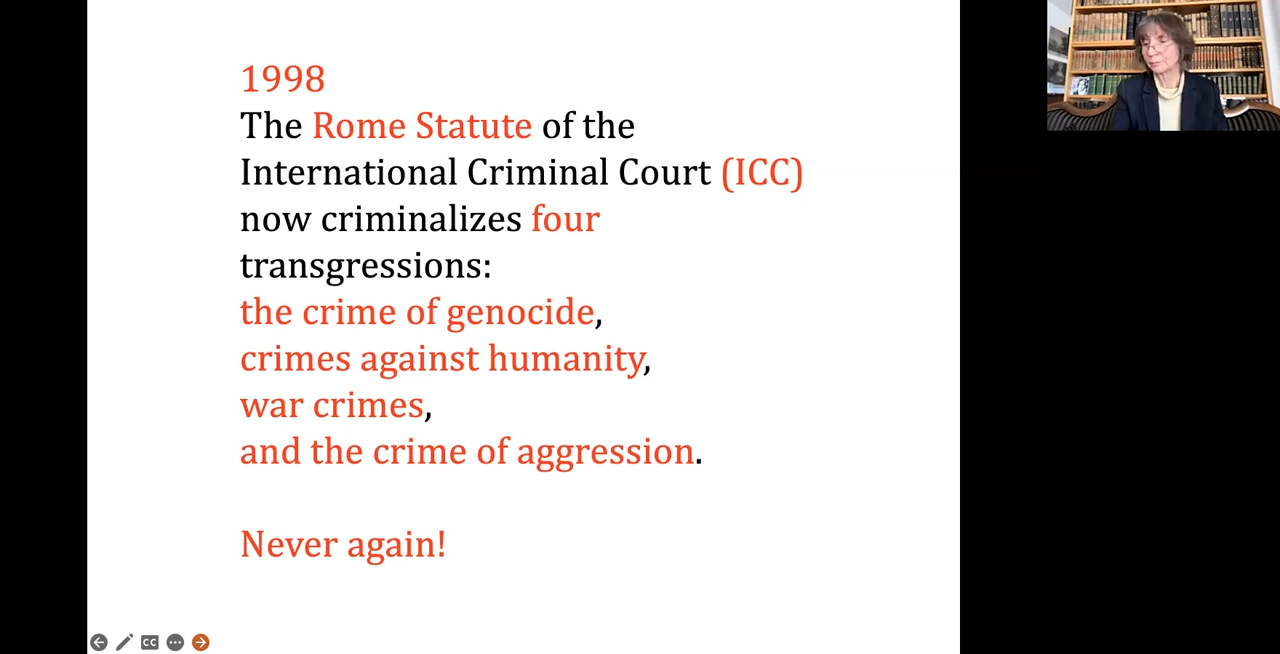 1998
The Rome Statute of the
International Criminal Court (ICC)
now criminalizes four
transgressions:
the crime of genocide,
crimes against humanity,
war crimes,
and the crime of aggression.
Never again!
CC